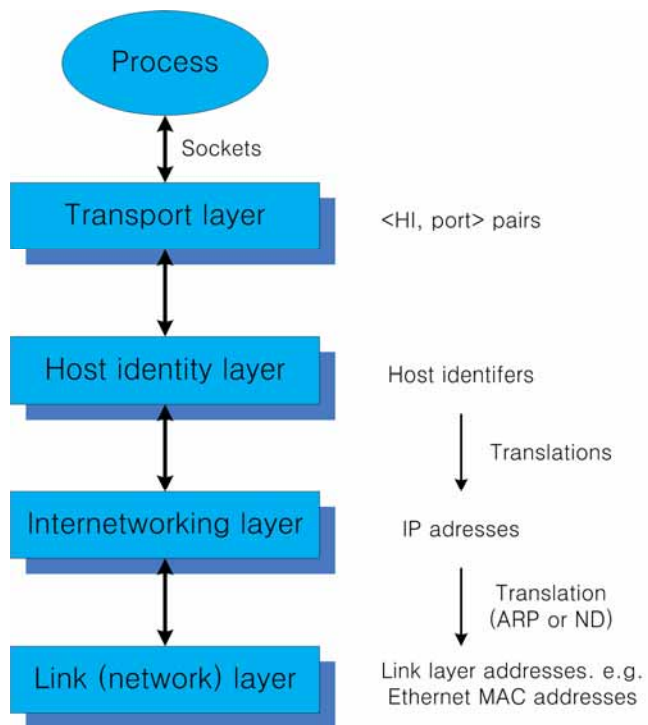 Process
Sockets
Transport layer
<HI, port> pairs
Host identity layer
Host identifers
Translations
Internetworking layer
IP adresses
Translation
(ARP or ND)
Link (network) layer
Link layer addresses. e.g.
Ethernet MAC addresses